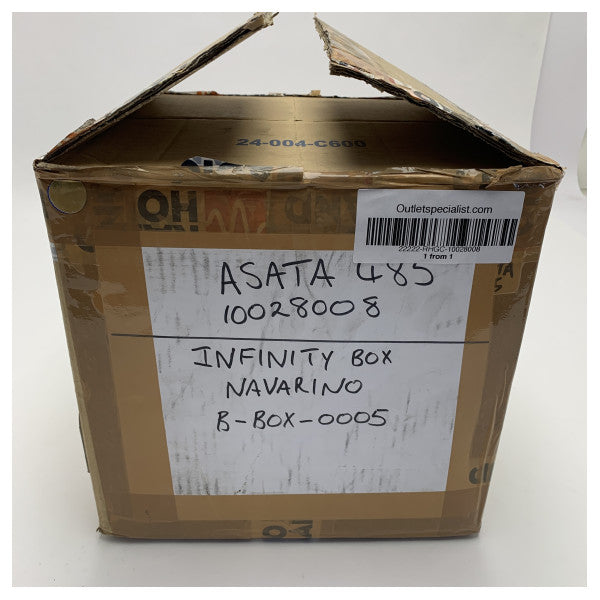 24-004-C600
OH
Outletspecialist.com
22222-RHGC-10028008
1 from 1
ASATA 485
10028008
INFINITY BOX
NAVARINO
B-BOX-0005